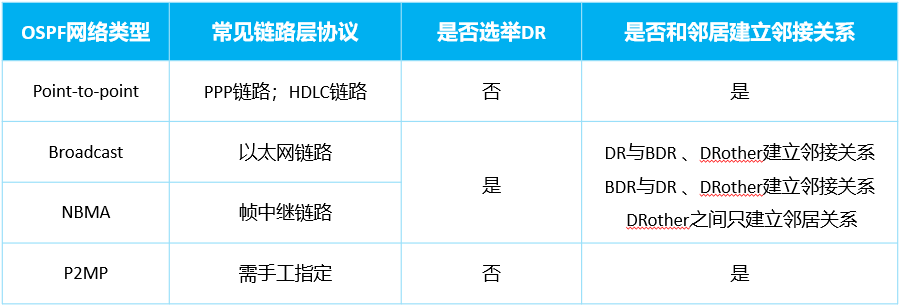 OSPF网络类型 常见链路层协议 是否选举DR 是否和邻居建立邻接关系
Point-to-point PPP链路；HDLC链路 否 是
Broadcast 以太网链路 是 DR与BDR 、DRother建立邻接关系
BDR与DR 、DRother建立邻接关系
DRother之间只建立邻居关系
NBMA 帧中继链路
P2MP 需手工指定 否 是